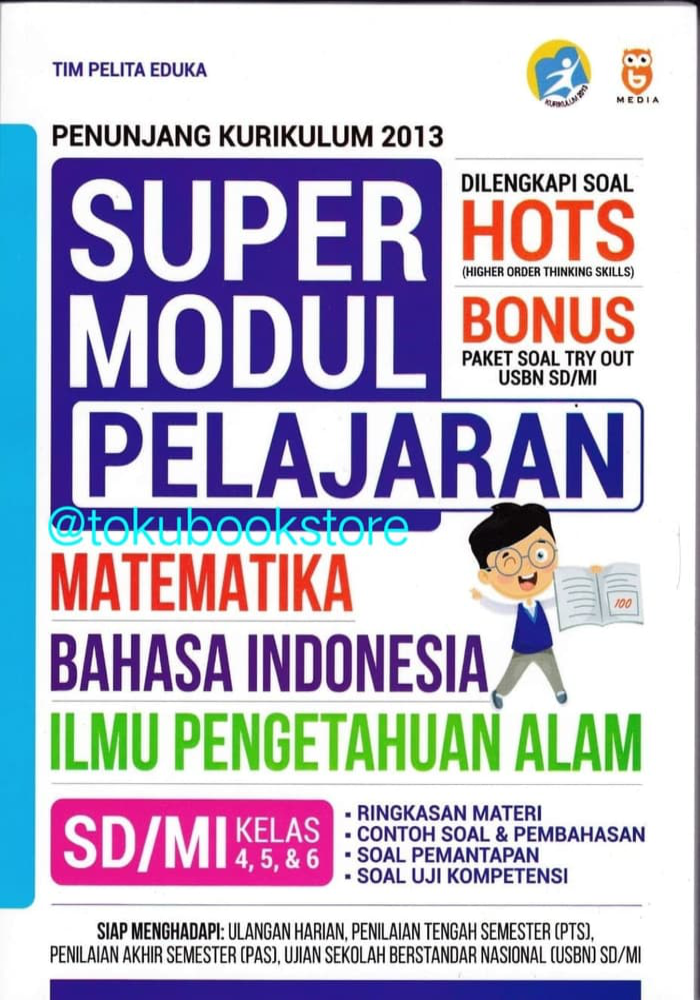 TIM PELITA EDUKA
KURIKULUM 2013
MEDIA
PENUNJANG KURIKULUM 2013
SUPER
MODUL
PELAJARAN
DILENGKAPI SOAL
HOTS
(HIGHER ORDER THINKING SKILLS)
BONUS
PAKET SOAL TRY OUT
USBN SD/MI
@tokubookstore
MATEMATIKA
BAHASA INDONESIA
ILMU PENGETAHUAN ALAM
100
SD/MI KELAS
4, 5, & 6
▪ RINGKASAN MATERI
▪ CONTOH SOAL & PEMBAHASAN
▪ SOAL PEMANTAPAN
▪ SOAL UJI KOMPETENSI
SIAP MENGHADAPI: ULANGAN HARIAN, PENILAIAN TENGAH SEMESTER (PTS),
PENILAIAN AKHIR SEMESTER (PAS), UJIAN SEKOLAH BERSTANDAR NASIONAL (USBN) SD/MI